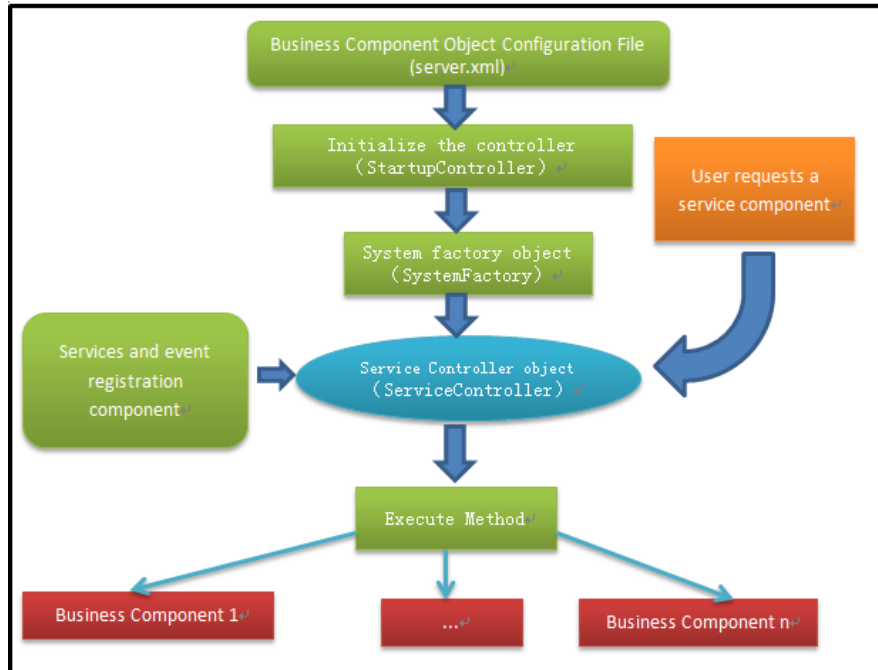 Business Component Object Configuration File
(server.xml)↵
Initialize the controller
（StartupController）↵
User requests a
service component↵
System factory object
（SystemFactory）↵
Services and event
registration
component↵
Service Controller object
（ServiceController）↵
Execute Method↵
Business Component 1↵
...↵
Business Component n↵